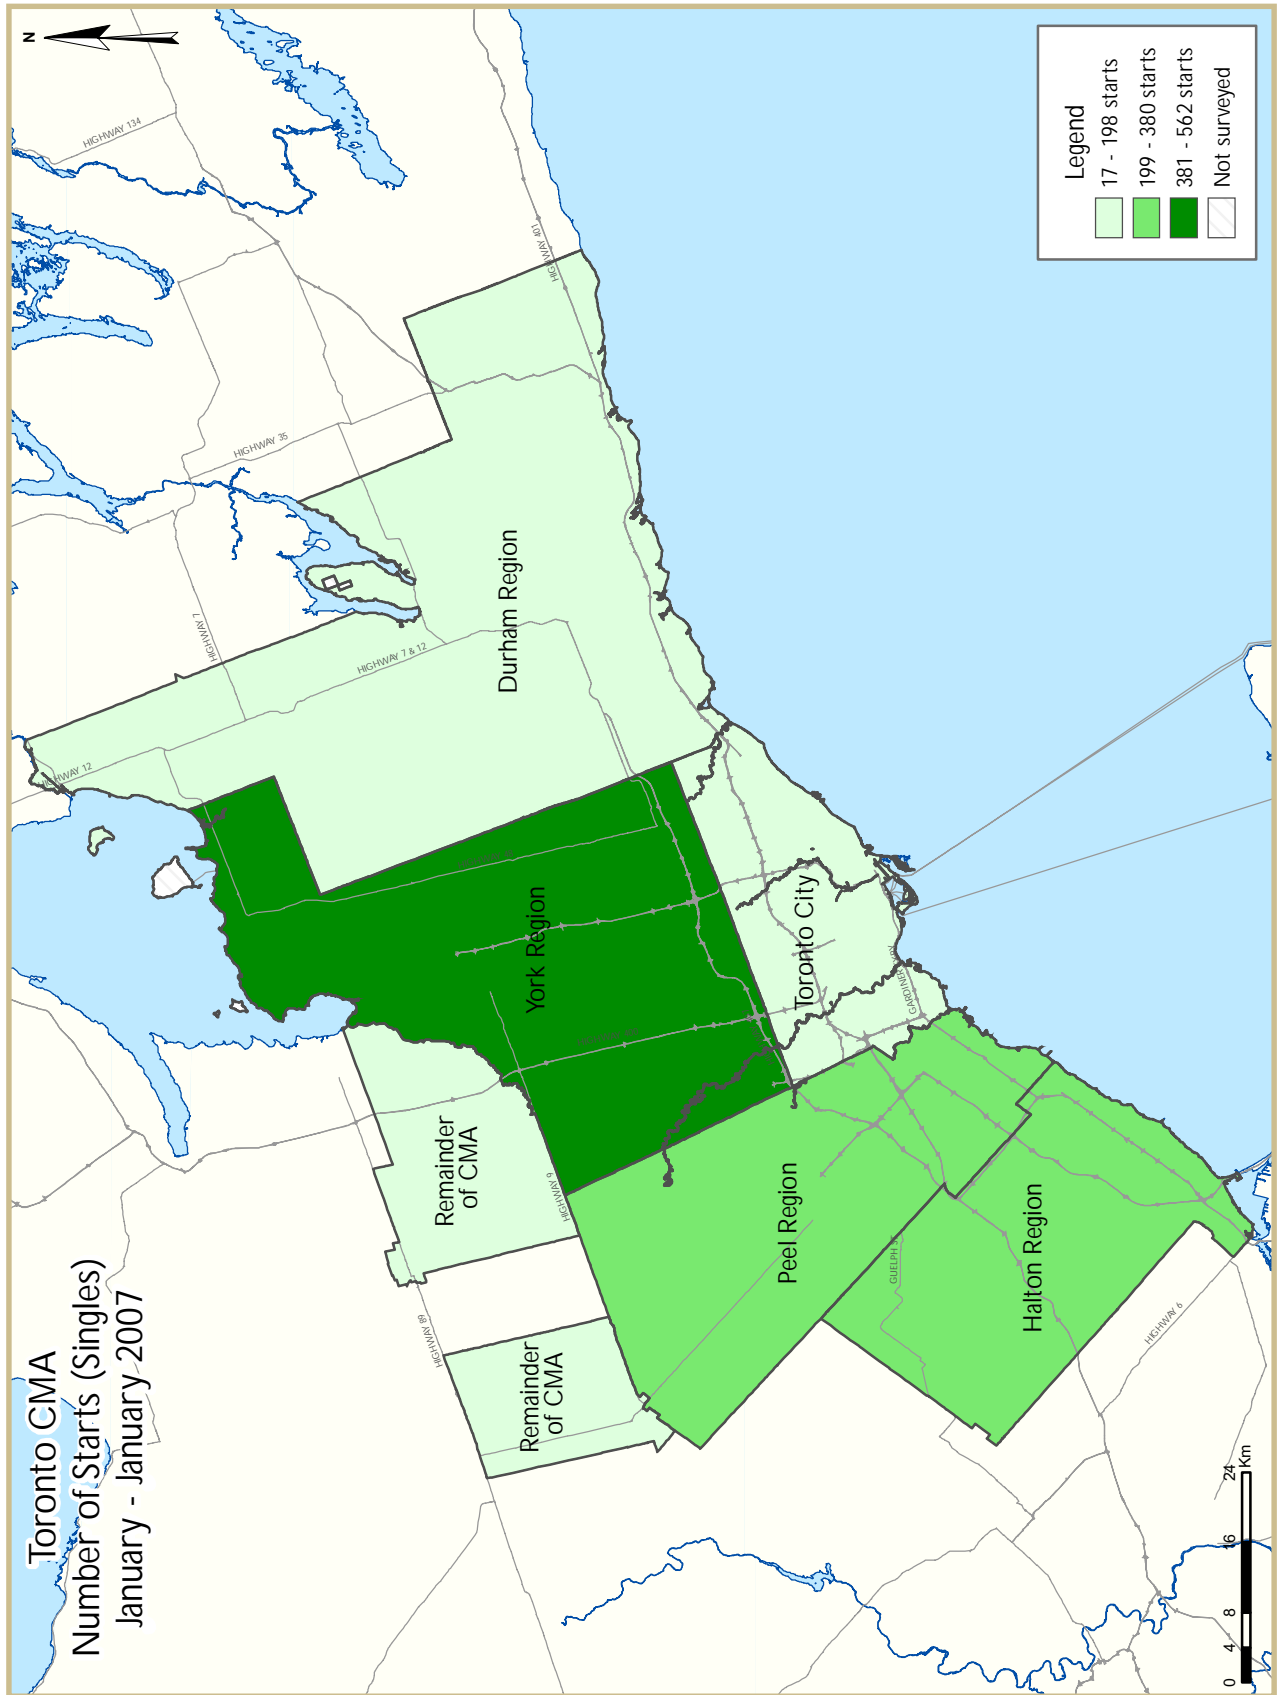 Toronto CMA
Number of Starts (Singles)
January - January 2007
N
HIGHWAY 134
HIGHWAY 35
HIGHWAY 7
HIGHWAY 7 & 12
HIGHWAY 12
HIGHWAY 401
Durham Region
York Region
Toronto City
GARDINER
Remainder
of CMA
HIGHWAY 9
HIGHWAY 89
Remainder
of CMA
Peel Region
GUELPH ST
Halton Region
HIGHWAY 6
Legend
17 - 198 starts
199 - 380 starts
381 - 562 starts
Not surveyed
0 4 8 16 24
Km